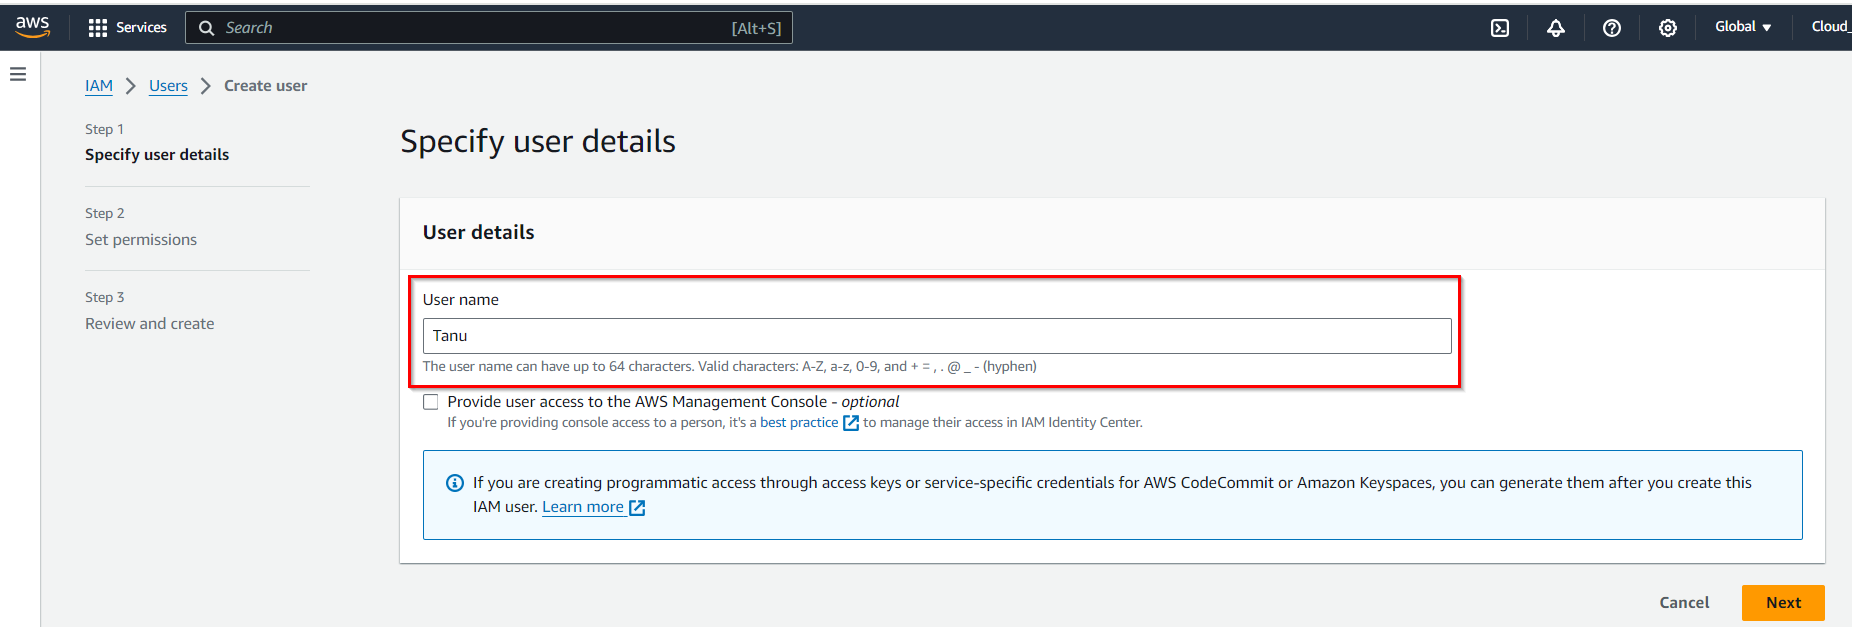 aws Services Search [Alt+S] Global Cloud_
IAM Users Create user
Step 1
Specify user details
Step 2
Set permissions
Step 3
Review and create
Specify user details
User details
User name
Tanu
The user name can have up to 64 characters. Valid characters: A-Z, a-z, 0-9, and + = , . @ _ - (hyphen)
Provide user access to the AWS Management Console - optional
If you're providing console access to a person, it's a best practice to manage their access in IAM Identity Center.
If you are creating programmatic access through access keys or service-specific credentials for AWS CodeCommit or Amazon Keyspaces, you can generate them after you create this
IAM user. Learn more
Cancel Next